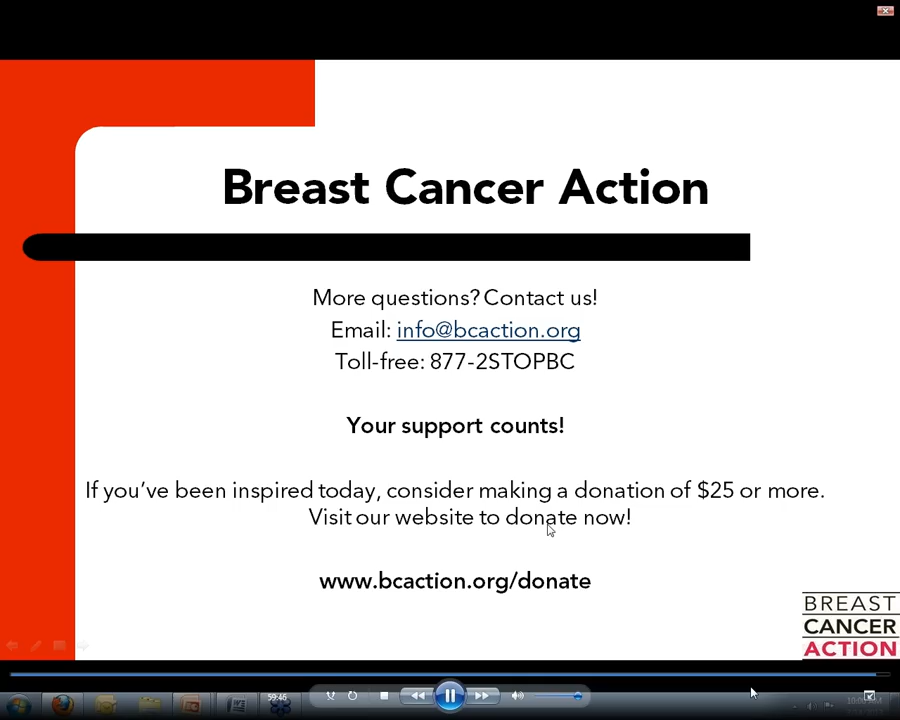 Breast Cancer Action
More questions? Contact us!
Email: info@bcaction.org
Toll-free: 877-2STOPBC
Your support counts!
If you've been inspired today, consider making a donation of $25 or more.
Visit our website to donate now!
www.bcaction.org/donate
BREAST
CANCER
ACTION
59:46